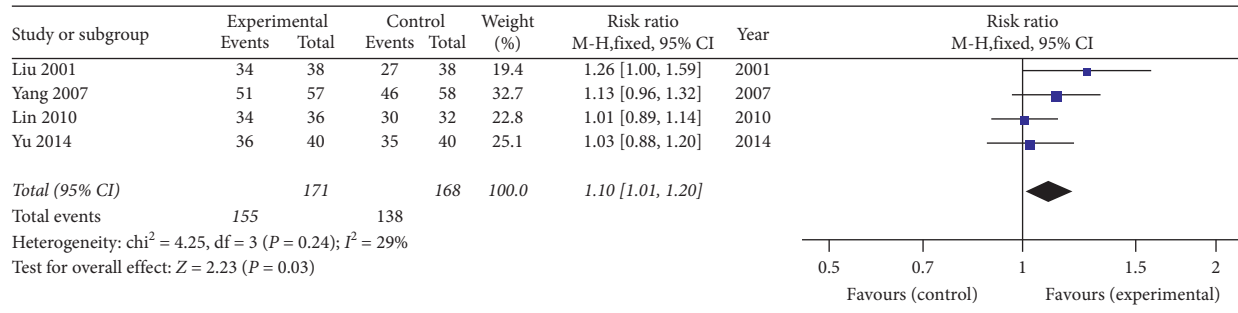 Study or subgroup Experimental Control Weight Risk ratio Year Risk ratio
Events Total Events Total (%) M-H,fixed, 95% CI M-H,fixed, 95% CI
Liu 2001 34 38 27 38 19.4 1.26 [1.00, 1.59] 2001
Yang 2007 51 57 46 58 32.7 1.13 [0.96, 1.32] 2007
Lin 2010 34 36 30 32 22.8 1.01 [0.89, 1.14] 2010
Yu 2014 36 40 35 40 25.1 1.03 [0.88, 1.20] 2014
Total (95% CI) 171 168 100.0 1.10 [1.01, 1.20]
Total events 155 138
Heterogeneity: chi² = 4.25, df = 3 (P = 0.24); I² = 29%
Test for overall effect: Z = 2.23 (P = 0.03)
0.5 0.7 1 1.5 2
Favours (control) Favours (experimental)